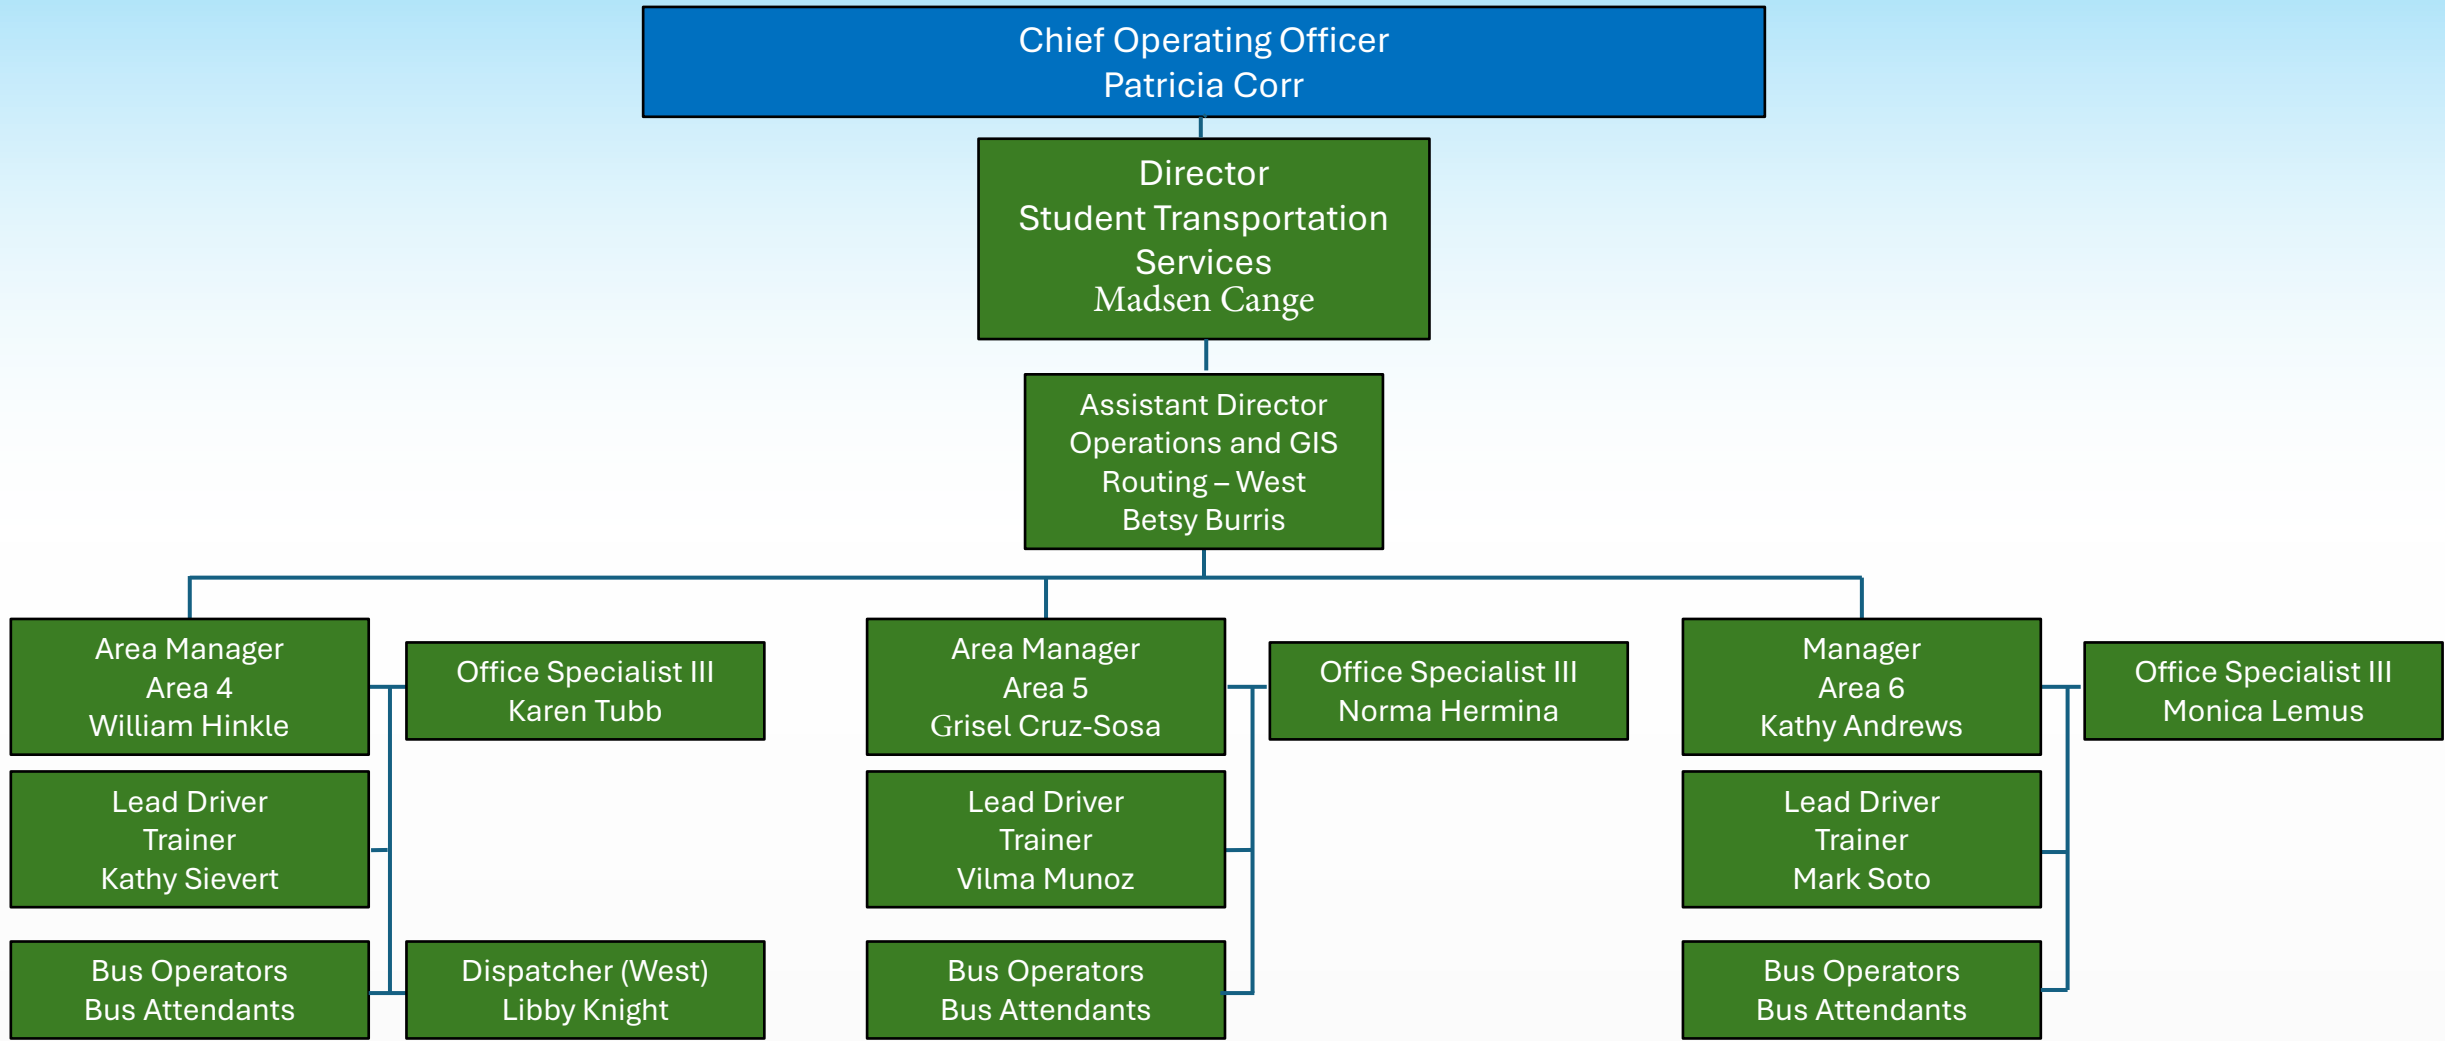 Chief Operating Officer
Patricia Corr
Director
Student Transportation
Services
Madsen Cange
Assistant Director
Operations and GIS
Routing – West
Betsy Burris
Area Manager
Area 4
William Hinkle
Office Specialist III
Karen Tubb
Area Manager
Area 5
Grisel Cruz-Sosa
Office Specialist III
Norma Hermina
Manager
Area 6
Kathy Andrews
Office Specialist III
Monica Lemus
Lead Driver
Trainer
Kathy Sievert
Lead Driver
Trainer
Vilma Munoz
Lead Driver
Trainer
Mark Soto
Bus Operators
Bus Attendants
Dispatcher (West)
Libby Knight
Bus Operators
Bus Attendants
Bus Operators
Bus Attendants